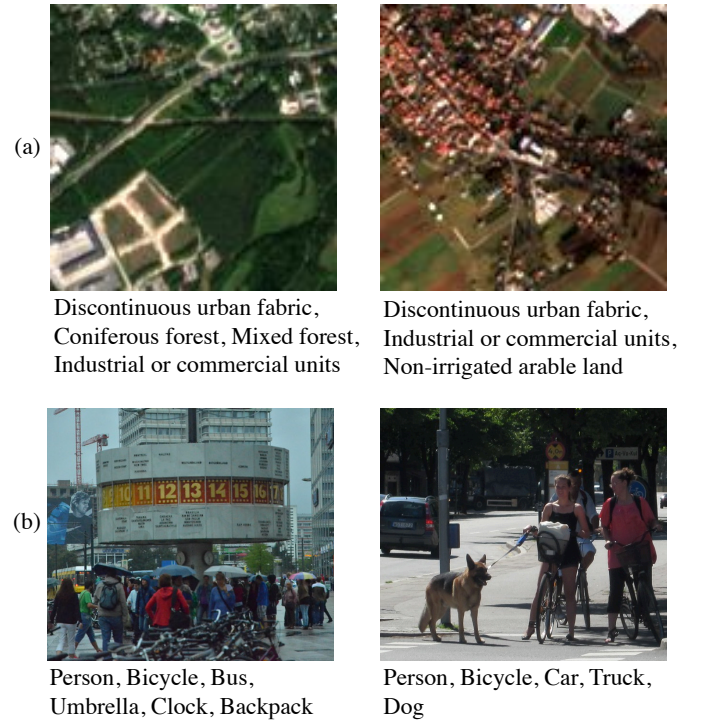 (a)
Discontinuous urban fabric,
Coniferous forest, Mixed forest,
Industrial or commercial units
Discontinuous urban fabric,
Industrial or commercial units,
Non-irrigated arable land
(b)
10 11 12 13 14 15 16 17
P
Person, Bicycle, Bus,
Umbrella, Clock, Backpack
Person, Bicycle, Car, Truck,
Dog